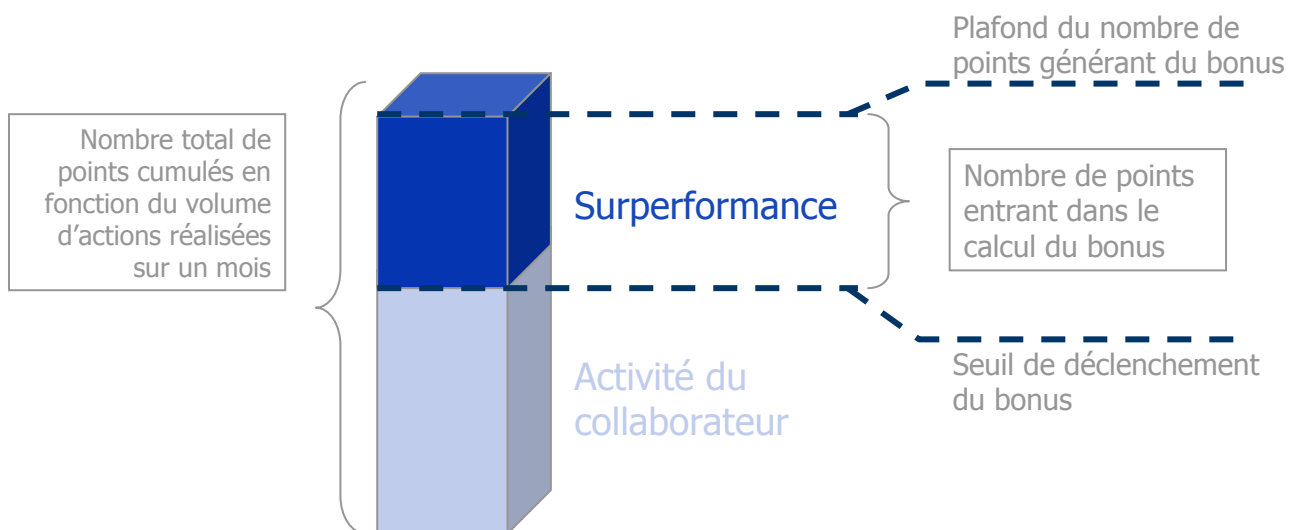 Plafond du nombre de
points générant du bonus
Nombre total de
points cumulés en
fonction du volume
d’actions réalisées
sur un mois
Surperformance
Nombre de points
entrant dans le
calcul du bonus
Activité du
collaborateur
Seuil de déclenchement
du bonus